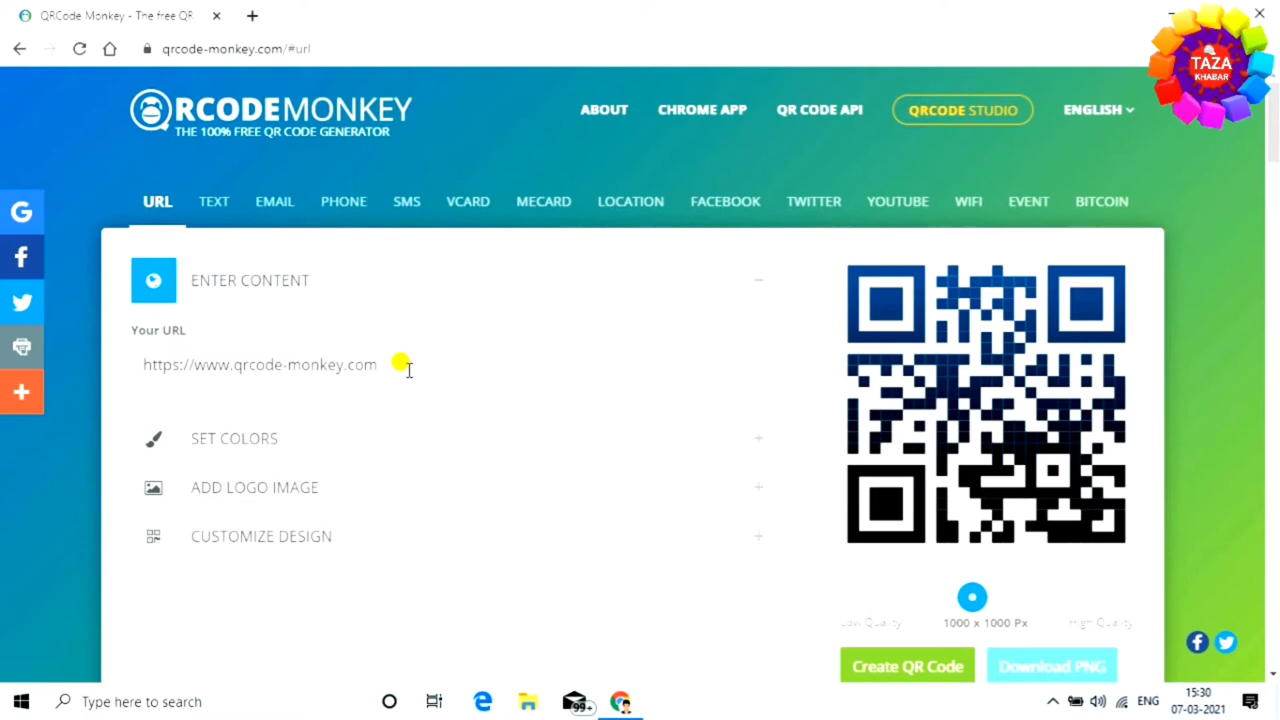 QRCode Monkey - The free QR
qrcode-monkey.com/#url
TAZA
KHABAR
RCODEMONKEY
THE 100% FREE QR CODE GENERATOR
ABOUT
CHROME APP
QR CODE API
QRCODE STUDIO
ENGLISH
URL
TEXT
EMAIL
PHONE
SMS
VCARD
MECARD
LOCATION
FACEBOOK
TWITTER
YOUTUBE
WIFI
EVENT
BITCOIN
ENTER CONTENT
Your URL
https://www.qrcode-monkey.com
SET COLORS
ADD LOGO IMAGE
CUSTOMIZE DESIGN
Low Quality
1000 x 1000 Px
High Quality
Create QR Code
Download PNG
Type here to search
99+
ENG
15:30
07-03-2021